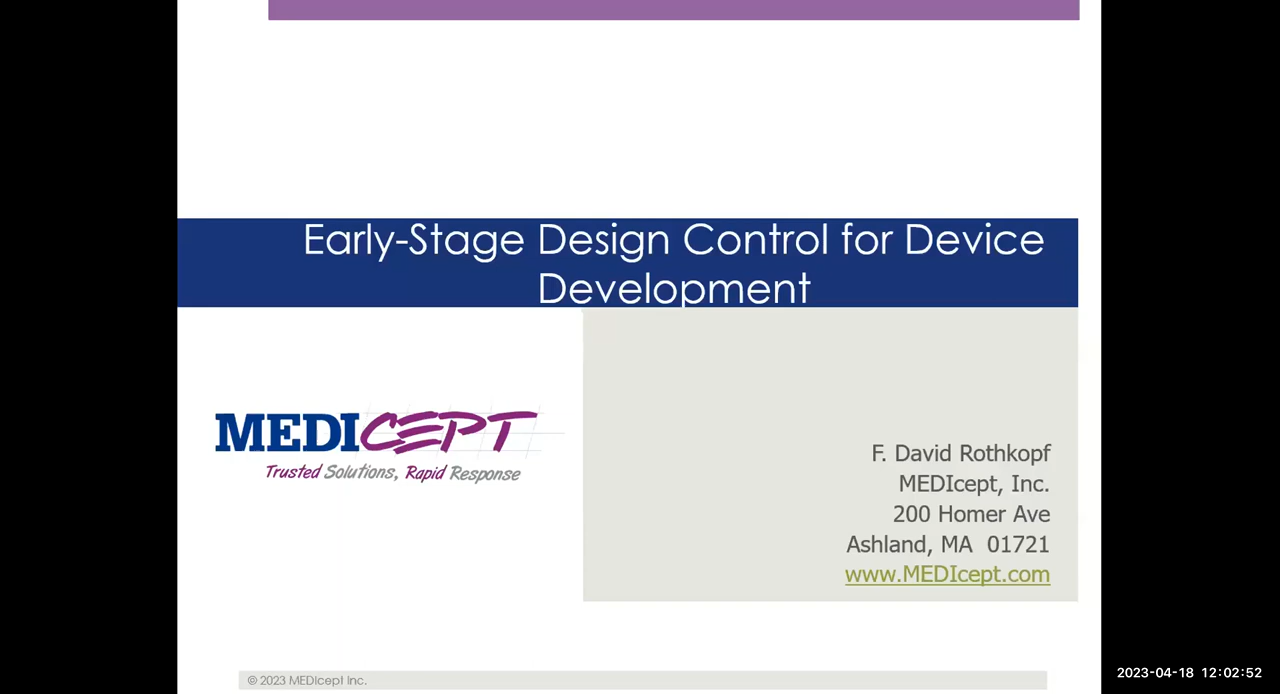 Early-Stage Design Control for Device
Development
MEDICEPT
Trusted Solutions, Rapid Response
F. David Rothkopf
MEDIcept, Inc.
200 Homer Ave
Ashland, MA 01721
www.MEDIcept.com
© 2023 MEDIcept Inc.
2023-04-18 12:02:52